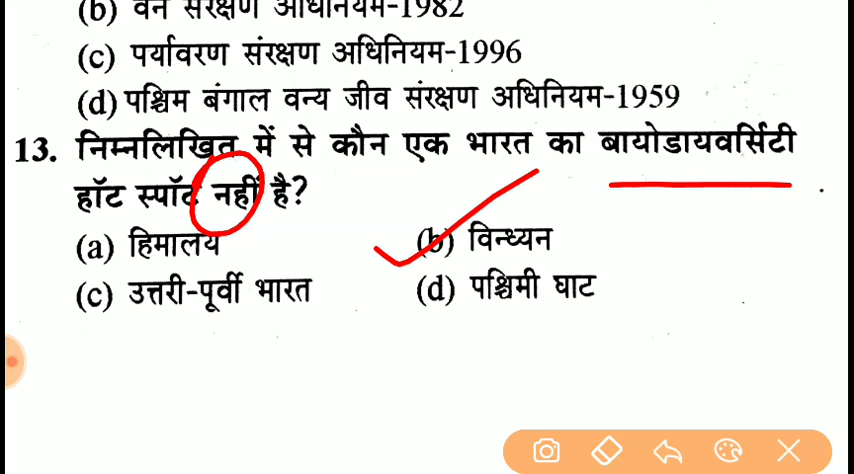 (b) वन संरक्षण अधिनियम-1982
(c) पर्यावरण संरक्षण अधिनियम-1996
(d) पश्चिम बंगाल वन्य जीव संरक्षण अधिनियम-1959
13. निम्नलिखित में से कौन एक भारत का बायोडायवर्सिटी
हॉट स्पॉट नहीं है?
(a) हिमालय (b) विन्ध्यन
(c) उत्तरी-पूर्वी भारत (d) पश्चिमी घाट